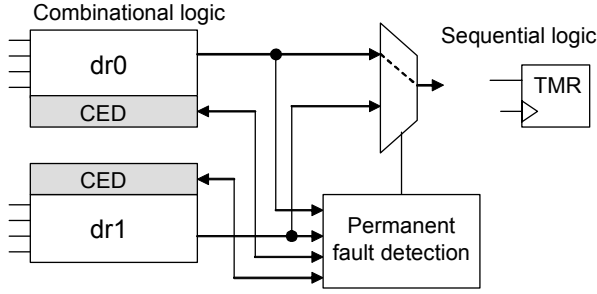 Combinational logic
dr0
CED
CED
dr1
Sequential logic
TMR
Permanent
fault detection